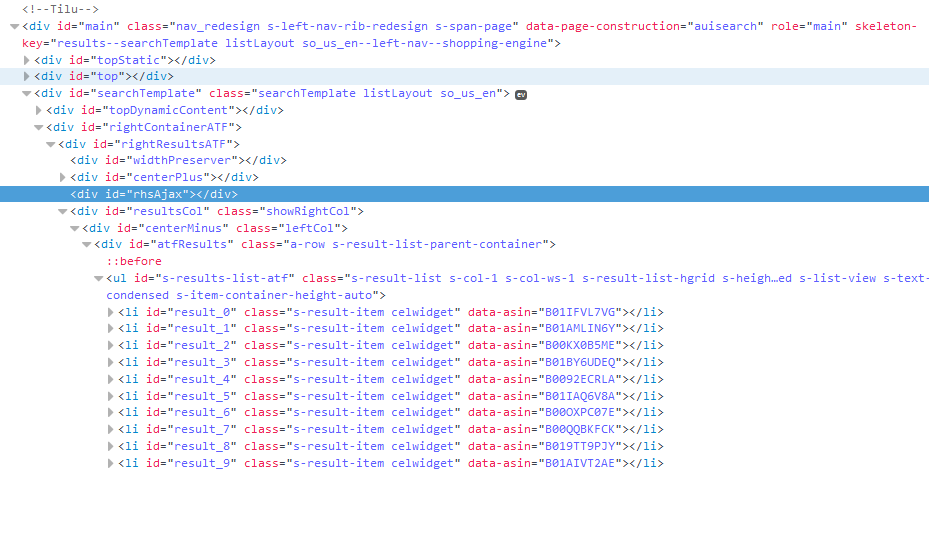 <!--Tilu-->
<div id="main" class="nav_redesign s-left-nav-rib-redesign s-span-page" data-page-construction="auisearch" role="main" skeleton-
key="results--searchTemplate listLayout so_us_en--left-nav--shopping-engine">
<div id="topStatic"></div>
<div id="top"></div>
<div id="searchTemplate" class="searchTemplate listLayout so_us_en"> ev
<div id="topDynamicContent"></div>
<div id="rightContainerATF">
<div id="rightResultsATF">
<div id="widthPreserver"></div>
<div id="centerPlus"></div>
<div id="rhsAjax"></div>
<div id="resultsCol" class="showRightCol">
<div id="centerMinus" class="leftCol">
<div id="atfResults" class="a-row s-result-list-parent-container">
::before
<ul id="s-results-list-atf" class="s-result-list s-col-1 s-col-ws-1 s-result-list-hgrid s-heigh…ed s-list-view s-text-
condensed s-item-container-height-auto">
<li id="result_0" class="s-result-item celwidget" data-asin="B01IFVL7VG"></li>
<li id="result_1" class="s-result-item celwidget" data-asin="B01AMLIN6Y"></li>
<li id="result_2" class="s-result-item celwidget" data-asin="B00KX0B5ME"></li>
<li id="result_3" class="s-result-item celwidget" data-asin="B01BY6UDEQ"></li>
<li id="result_4" class="s-result-item celwidget" data-asin="B0092ECRLA"></li>
<li id="result_5" class="s-result-item celwidget" data-asin="B01IAQ6V8A"></li>
<li id="result_6" class="s-result-item celwidget" data-asin="B00OXPC07E"></li>
<li id="result_7" class="s-result-item celwidget" data-asin="B00QQBKFCK"></li>
<li id="result_8" class="s-result-item celwidget" data-asin="B019TT9PJY"></li>
<li id="result_9" class="s-result-item celwidget" data-asin="B01AIVT2AE"></li>